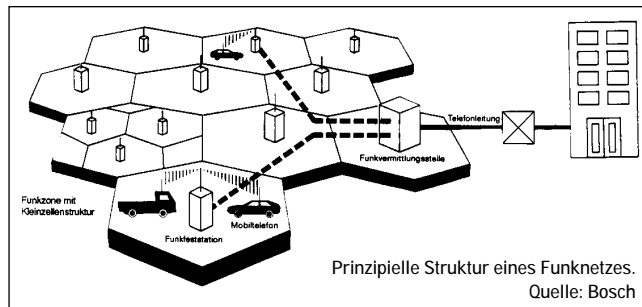 Telefonleitung
Funkvermittlungsstelle
Funkzone mit
Kleinzellenstruktur
Funkfeststation
Mobiltelefon
Prinzipielle Struktur eines Funknetzes.
Quelle: Bosch